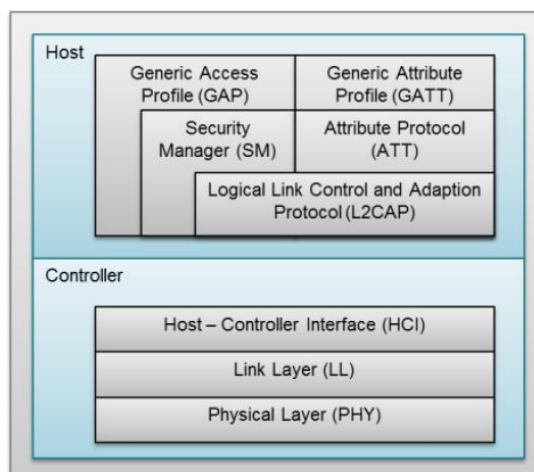 Host
Generic Access
Profile (GAP)
Generic Attribute
Profile (GATT)
Security
Manager (SM)
Attribute Protocol
(ATT)
Logical Link Control and Adaption
Protocol (L2CAP)
Controller
Host – Controller Interface (HCI)
Link Layer (LL)
Physical Layer (PHY)